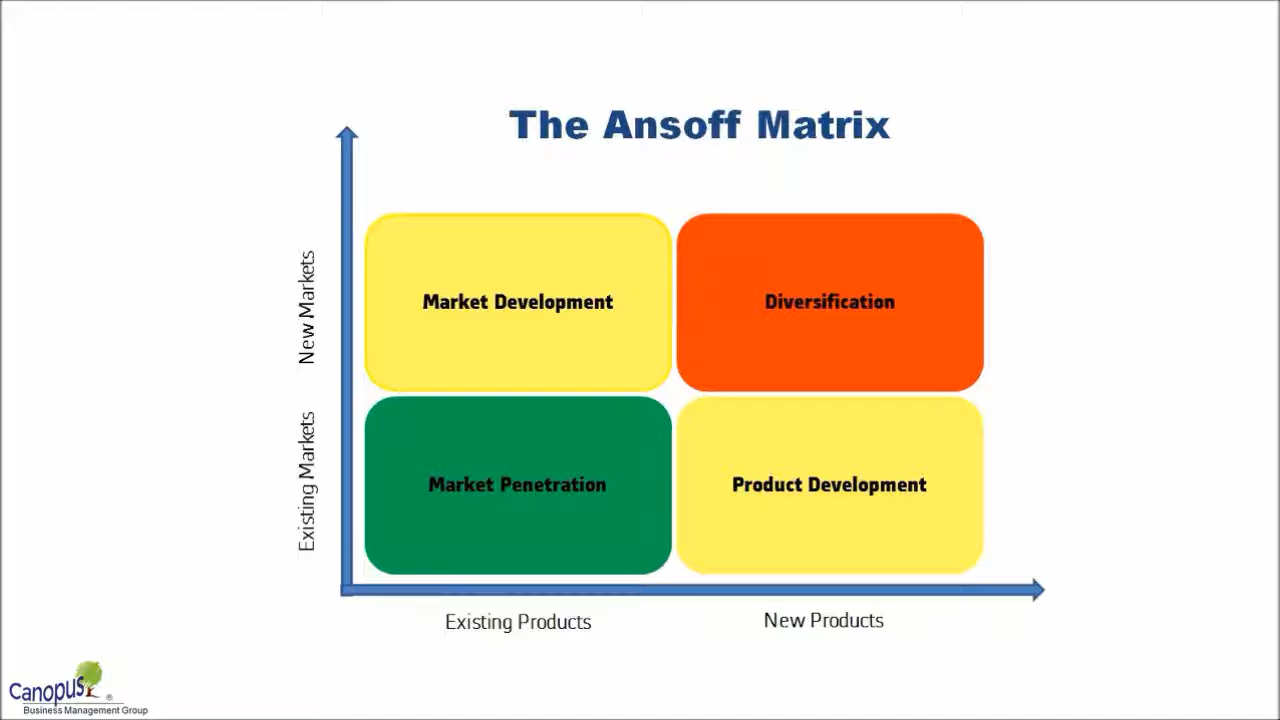 The Ansoff Matrix
New Markets
Market Development
Diversification
Existing Markets
Market Penetration
Product Development
Existing Products
New Products
Canopus ®
Business Management Group